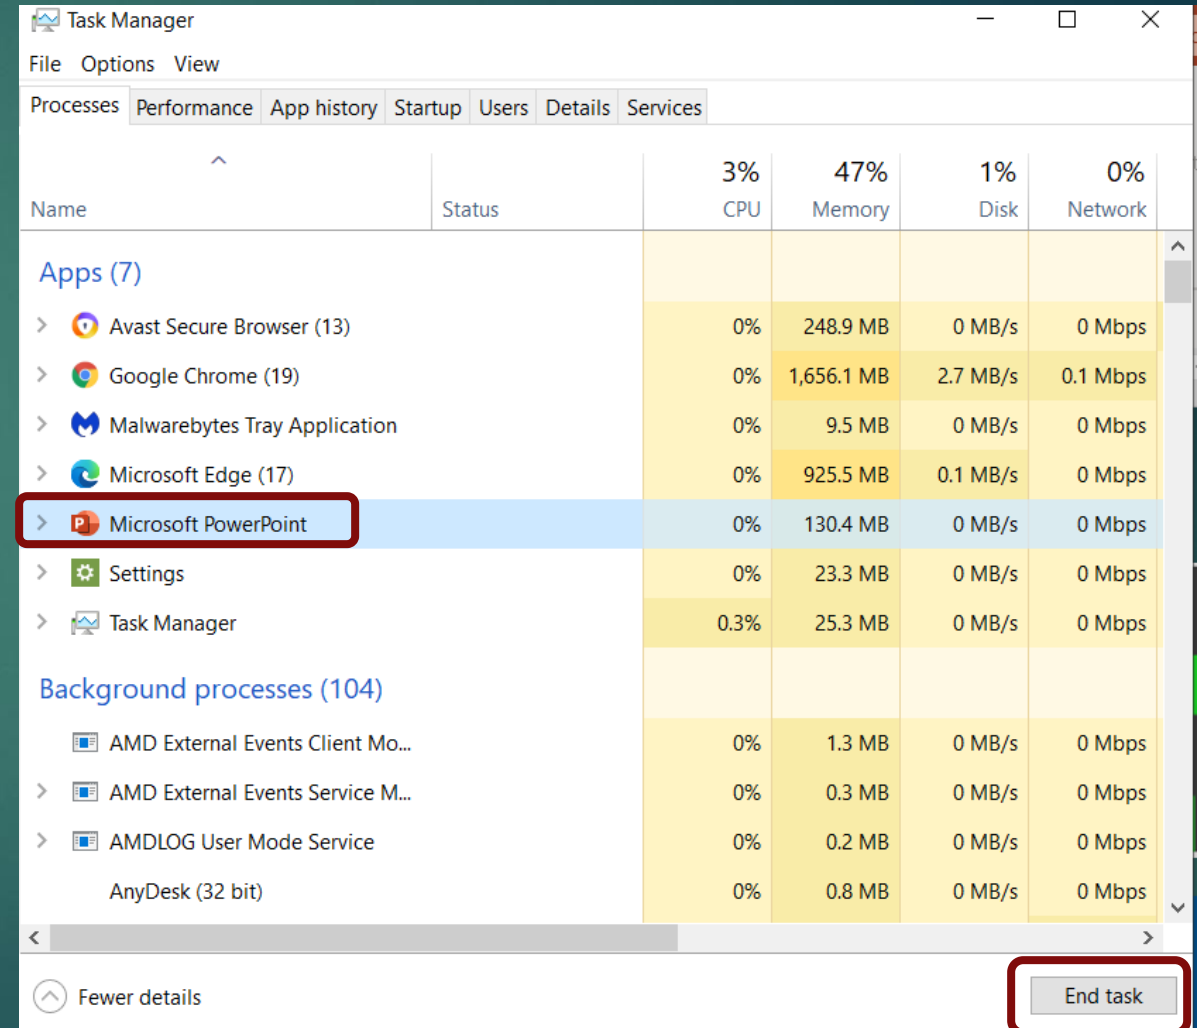 Task Manager
File Options View
Processes Performance App history Startup Users Details Services
3% 47% 1% 0%
Name Status CPU Memory Disk Network
Apps (7)
Avast Secure Browser (13) 0% 248.9 MB 0 MB/s 0 Mbps
Google Chrome (19) 0% 1,656.1 MB 2.7 MB/s 0.1 Mbps
Malwarebytes Tray Application 0% 9.5 MB 0 MB/s 0 Mbps
Microsoft Edge (17) 0% 925.5 MB 0.1 MB/s 0 Mbps
Microsoft PowerPoint 0% 130.4 MB 0 MB/s 0 Mbps
Settings 0% 23.3 MB 0 MB/s 0 Mbps
Task Manager 0.3% 25.3 MB 0 MB/s 0 Mbps
Background processes (104)
AMD External Events Client Mo... 0% 1.3 MB 0 MB/s 0 Mbps
AMD External Events Service M... 0% 0.3 MB 0 MB/s 0 Mbps
AMDLOG User Mode Service 0% 0.2 MB 0 MB/s 0 Mbps
AnyDesk (32 bit) 0% 0.8 MB 0 MB/s 0 Mbps
Fewer details End task